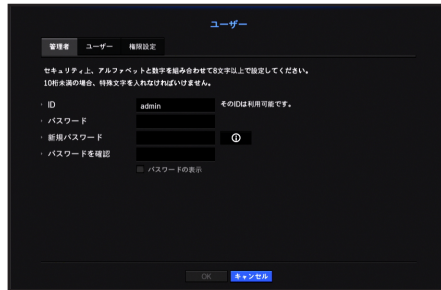 ユーザー
管理者 ユーザー 権限設定
セキュリティ上、アルファベットと数字を組み合わせて8文字以上で設定してください。
10桁未満の場合、特殊文字を入れなければいけません。
ID admin そのIDは利用可能です。
パスワード
新規パスワード
パスワードを確認
パスワードの表示
OK キャンセル